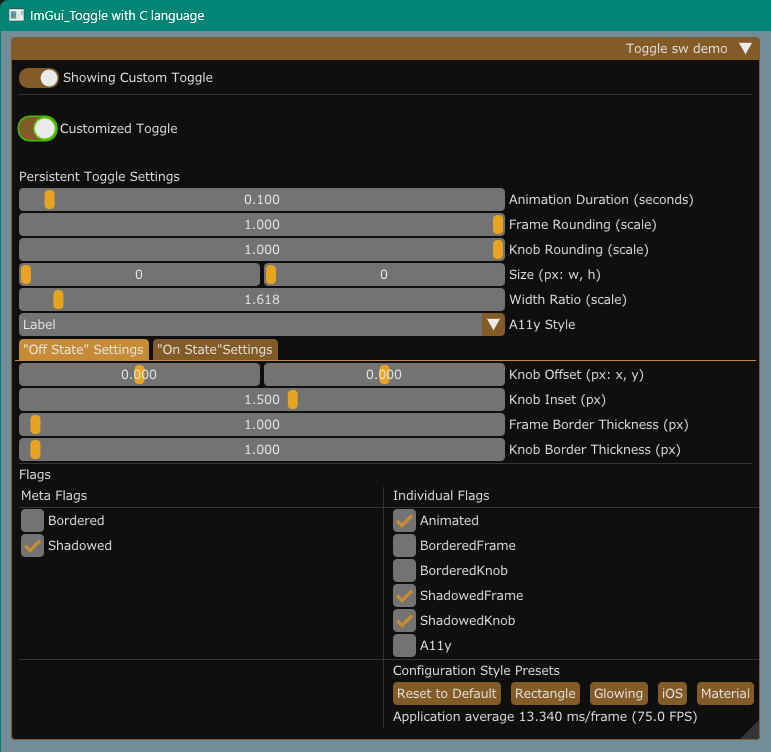 ImGui_Toggle with C language
Toggle sw demo
Showing Custom Toggle
Customized Toggle
Persistent Toggle Settings
0.100 Animation Duration (seconds)
1.000 Frame Rounding (scale)
1.000 Knob Rounding (scale)
0 0 Size (px: w, h)
1.618 Width Ratio (scale)
Label A11y Style
"Off State" Settings "On State"Settings
0.000 0.000 Knob Offset (px: x, y)
1.500 Knob Inset (px)
1.000 Frame Border Thickness (px)
1.000 Knob Border Thickness (px)
Flags
Meta Flags
Bordered
Shadowed
Individual Flags
Animated
BorderedFrame
BorderedKnob
ShadowedFrame
ShadowedKnob
A11y
Configuration Style Presets
Reset to Default Rectangle Glowing iOS Material
Application average 13.340 ms/frame (75.0 FPS)